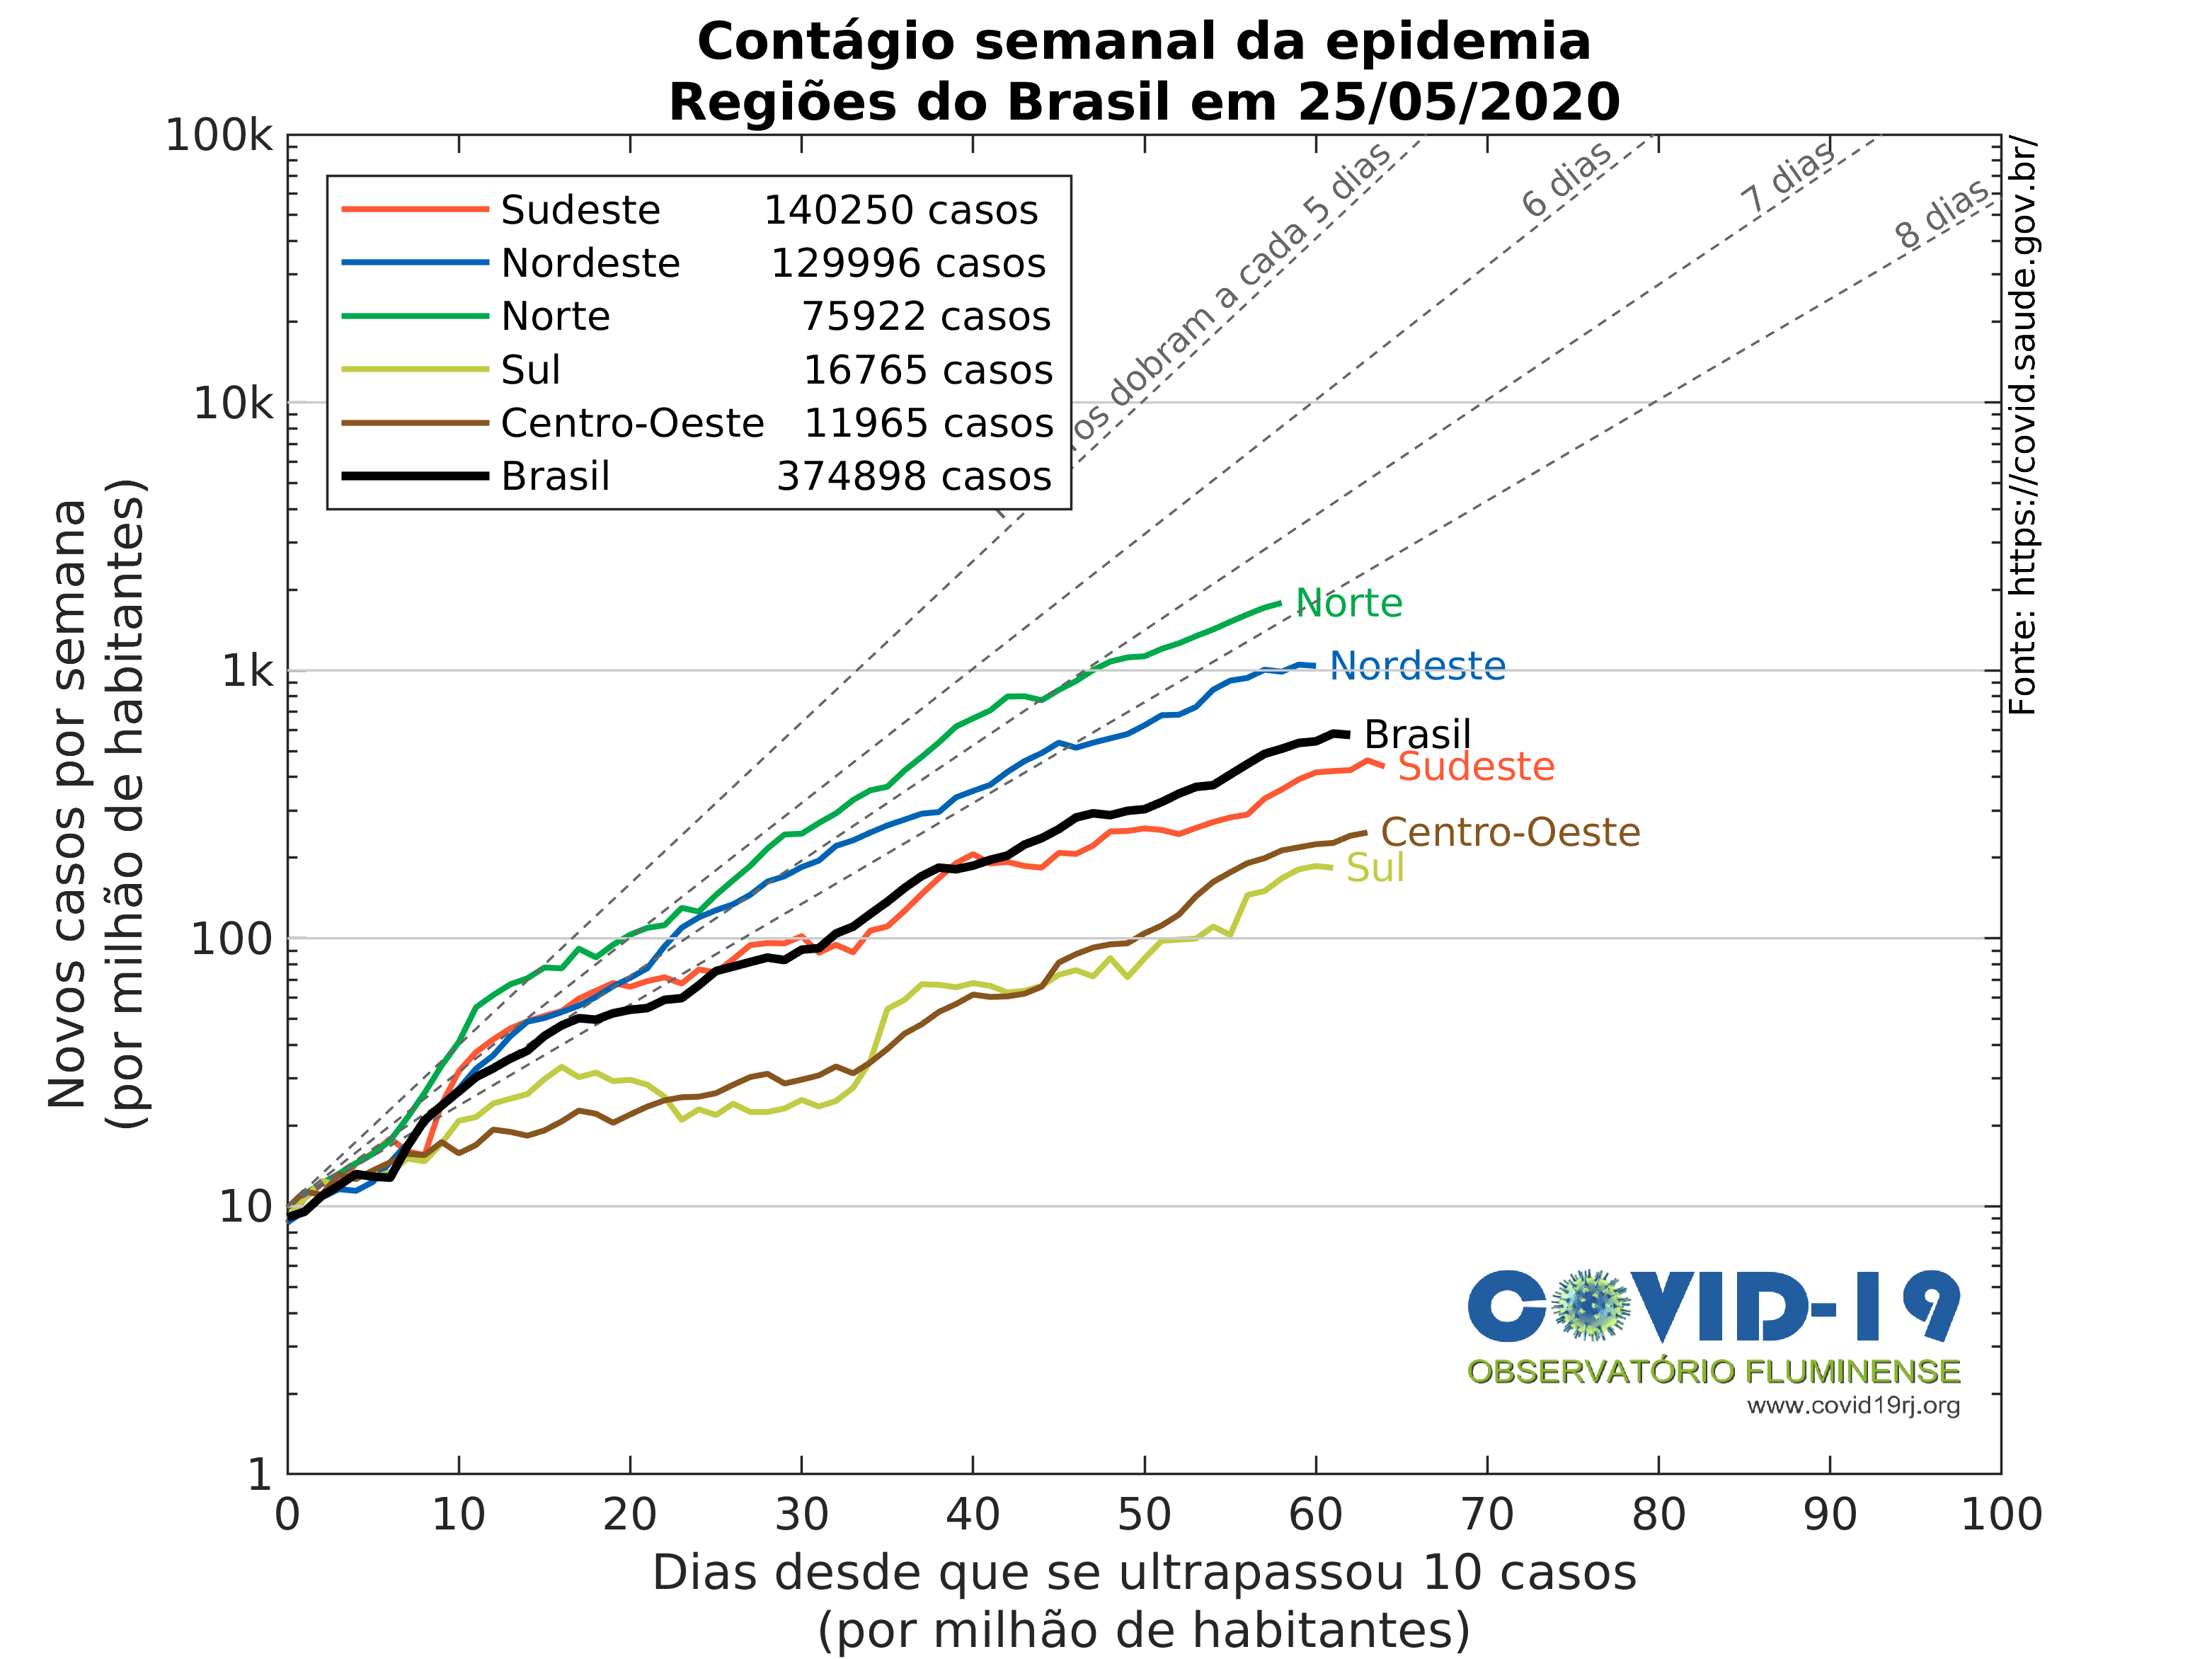 Contágio semanal da epidemia
Regiões do Brasil em 25/05/2020
100k
10k
1k
100
10
1
Novos casos por semana
(por milhão de habitantes)
Sudeste 140250 casos
Nordeste 129996 casos
Norte 75922 casos
Sul 16765 casos
Centro-Oeste 11965 casos
Brasil 374898 casos
dobram a cada 5 dias
6 dias
7 dias
8 dias
Fonte: https://covid.saude.gov.br/
Norte
Nordeste
Brasil
Sudeste
Centro-Oeste
Sul
COVID-19
OBSERVATÓRIO FLUMINENSE
www.covid19rj.org
0 10 20 30 40 50 60 70 80 90 100
Dias desde que se ultrapassou 10 casos
(por milhão de habitantes)